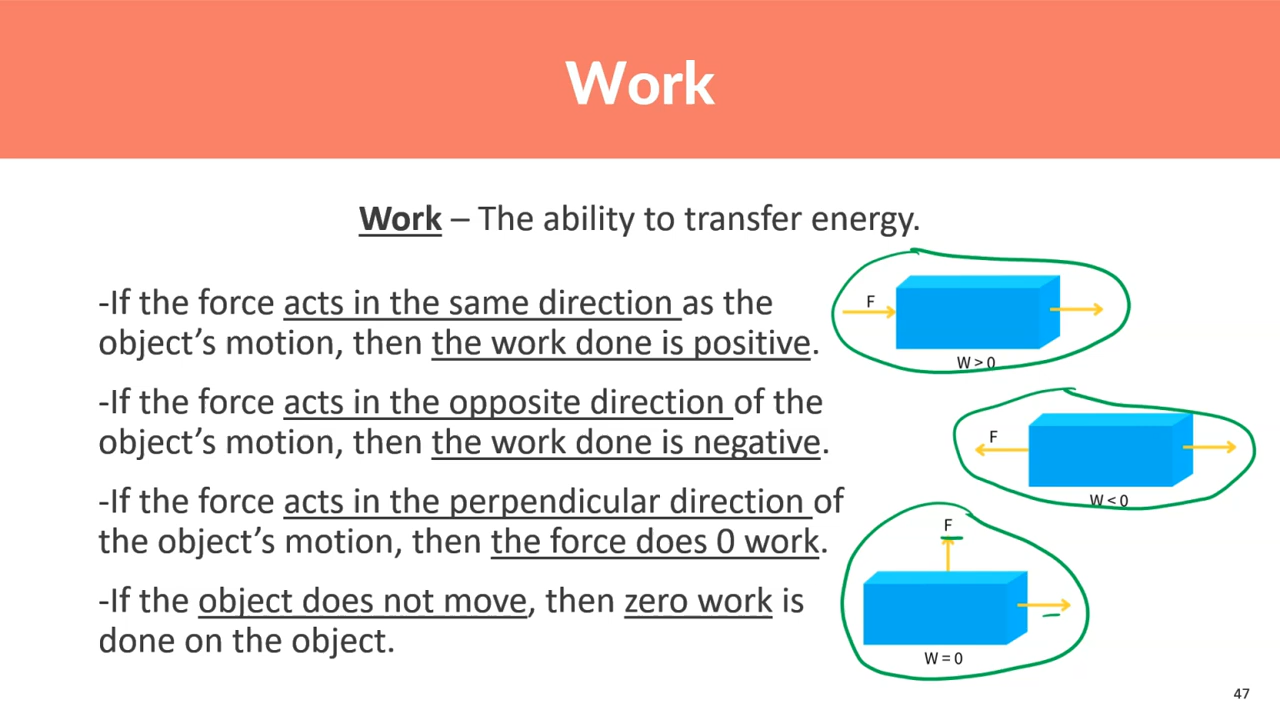 Work
Work – The ability to transfer energy.
-If the force acts in the same direction as the
object’s motion, then the work done is positive.
F
W > 0
-If the force acts in the opposite direction of the
object’s motion, then the work done is negative.
F
W < 0
-If the force acts in the perpendicular direction of
the object’s motion, then the force does 0 work.
F
-If the object does not move, then zero work is
done on the object.
W = 0
47